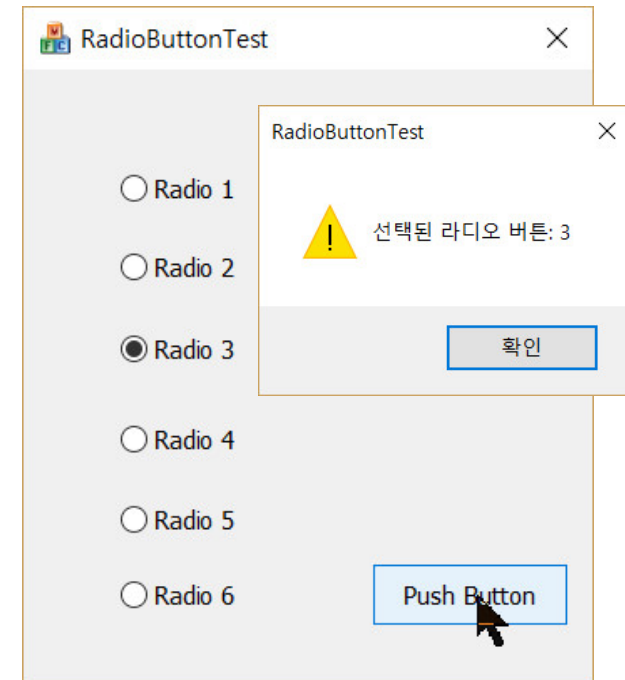 RadioButtonTest
RadioButtonTest
Radio 1
선택된 라디오 버튼: 3
Radio 2
Radio 3
확인
Radio 4
Radio 5
Radio 6
Push Button